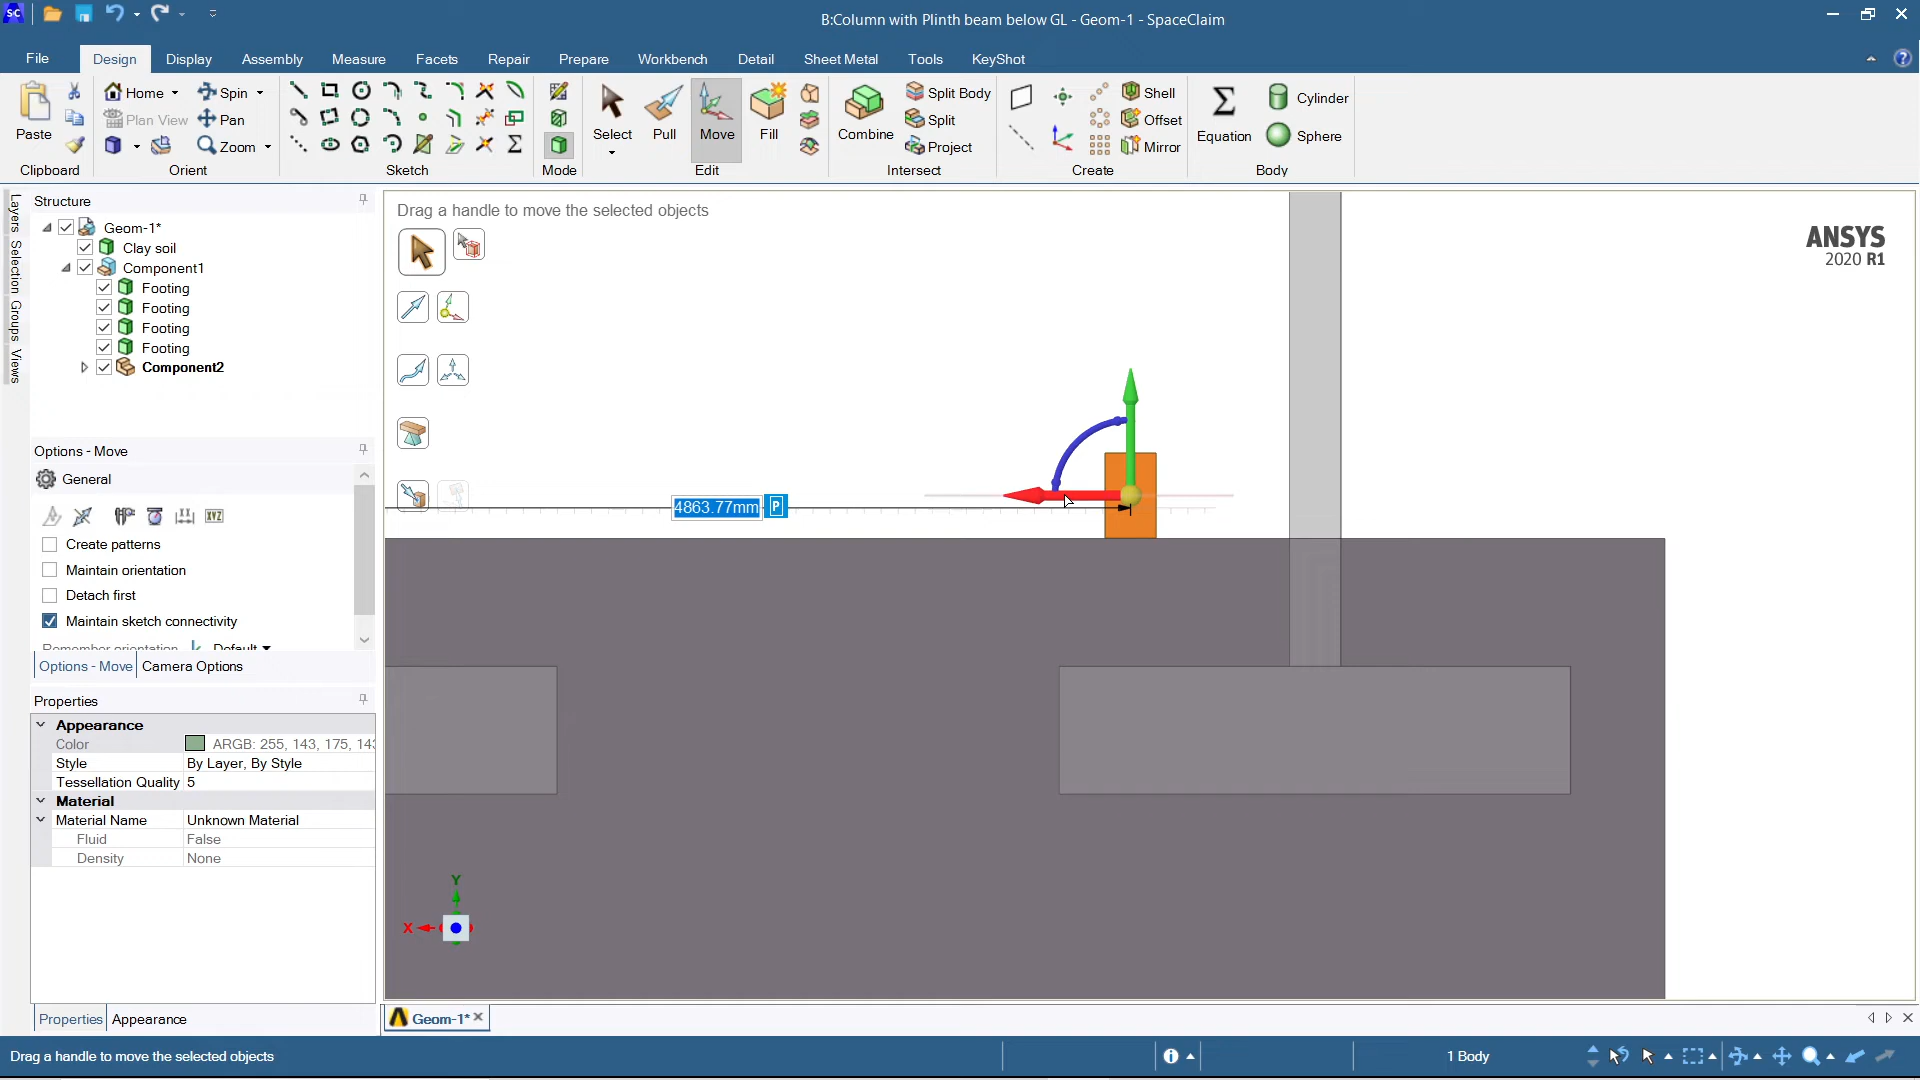 SC
B:Column with Plinth beam below GL - Geom-1 - SpaceClaim
File Design Display Assembly Measure Facets Repair Prepare Workbench Detail Sheet Metal Tools KeyShot
Paste
Clipboard
Home Spin
Plan View Pan
Zoom
Orient
Sketch
Mode
Select Pull Move Fill
Edit
Combine
Split Body
Split
Project
Intersect
Shell
Offset
Mirror
Create
Equation
Cylinder
Sphere
Body
Layers Selection Groups Views
Structure
Geom-1*
Clay soil
Component1
Footing
Footing
Footing
Footing
Component2
Options - Move
General
XYZ
Create patterns
Maintain orientation
Detach first
Maintain sketch connectivity
Remember orientation Default
Options - Move Camera Options
Properties
Appearance
Color ARGB: 255, 143, 175, 143
Style By Layer, By Style
Tessellation Quality 5
Material
Material Name Unknown Material
Fluid False
Density None
Properties Appearance
Drag a handle to move the selected objects
ANSYS
2020 R1
4863.77mm P
Y
X
Geom-1*
Drag a handle to move the selected objects
1 Body